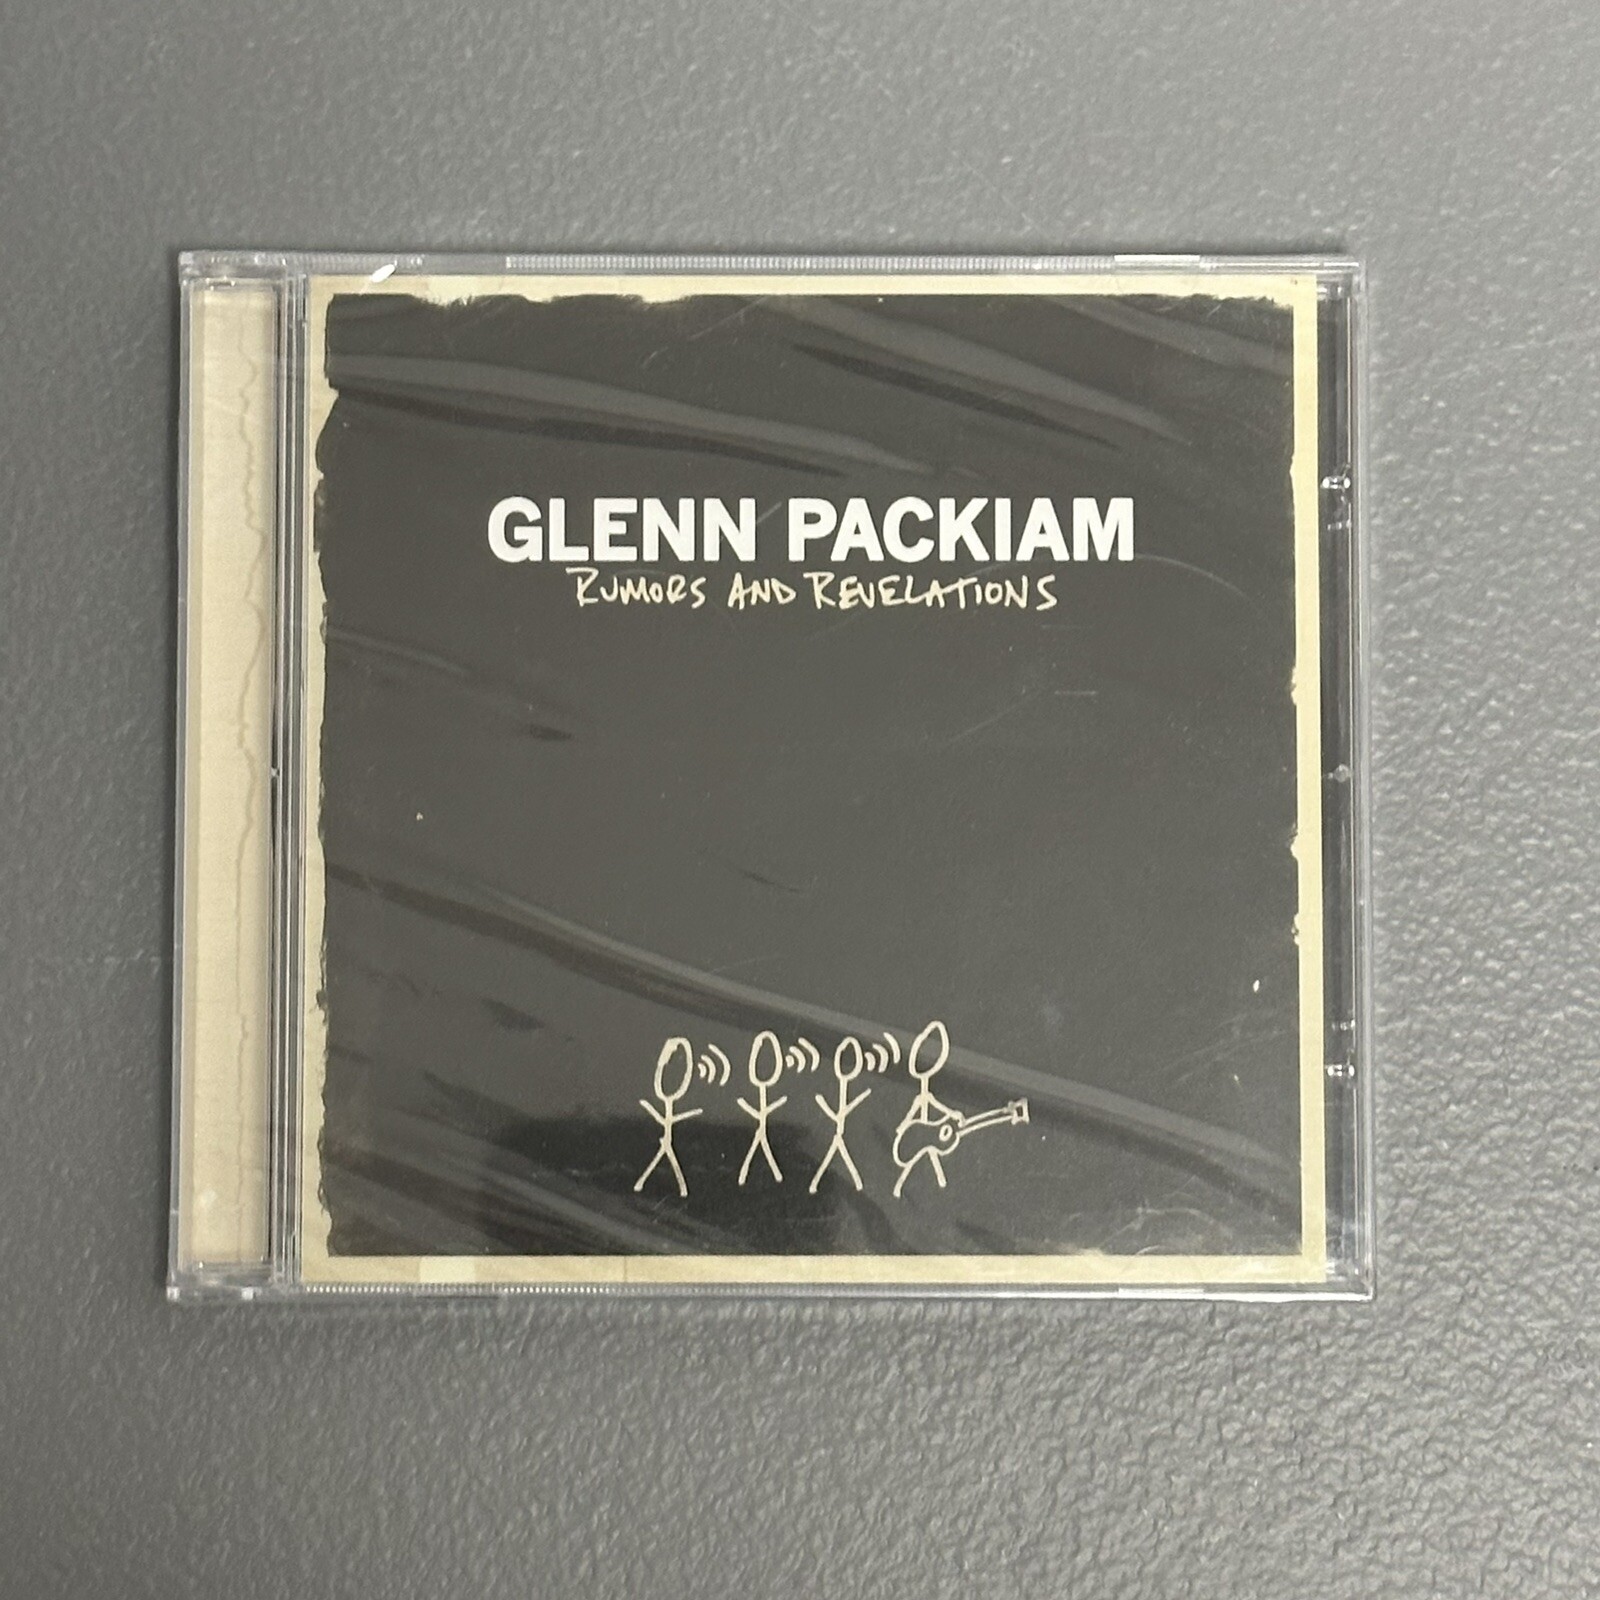 GLENN PACKIAM
RUMORS AND REVELATIONS